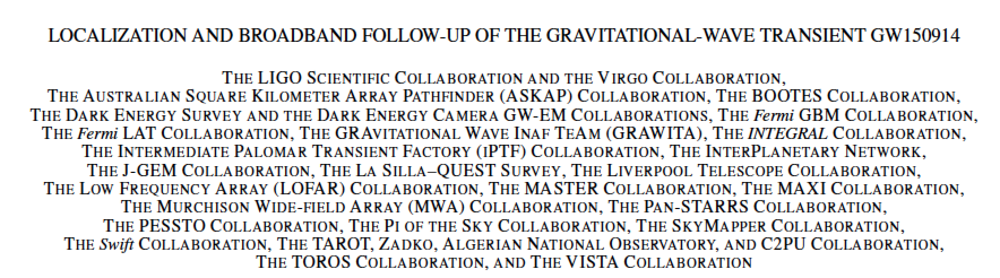 LOCALIZATION AND BROADBAND FOLLOW-UP OF THE GRAVITATIONAL-WAVE TRANSIENT GW150914
THE LIGO SCIENTIFIC COLLABORATION AND THE VIRGO COLLABORATION,
THE AUSTRALIAN SQUARE KILOMETER ARRAY PATHFINDER (ASKAP) COLLABORATION, THE BOOTES COLLABORATION,
THE DARK ENERGY SURVEY AND THE DARK ENERGY CAMERA GW-EM COLLABORATIONS, THE Fermi GBM COLLABORATION,
THE Fermi LAT COLLABORATION, THE GRAVITATIONAL WAVE INAF TEAM (GRAWITA), THE INTEGRAL COLLABORATION,
THE INTERMEDIATE PALOMAR TRANSIENT FACTORY (IPTF) COLLABORATION, THE INTERPLANETARY NETWORK,
THE J-GEM COLLABORATION, THE LA SILLA–QUEST SURVEY, THE LIVERPOOL TELESCOPE COLLABORATION,
THE LOW FREQUENCY ARRAY (LOFAR) COLLABORATION, THE MASTER COLLABORATION, THE MAXI COLLABORATION,
THE MURCHISON WIDE-FIELD ARRAY (MWA) COLLABORATION, THE PAN-STARRS COLLABORATION,
THE PESSTO COLLABORATION, THE PI OF THE SKY COLLABORATION, THE SKYMAPPER COLLABORATION,
THE Swift COLLABORATION, THE TAROT, ZADKO, ALGERIAN NATIONAL OBSERVATORY, AND C2PU COLLABORATION,
THE TOROS COLLABORATION, AND THE VISTA COLLABORATION